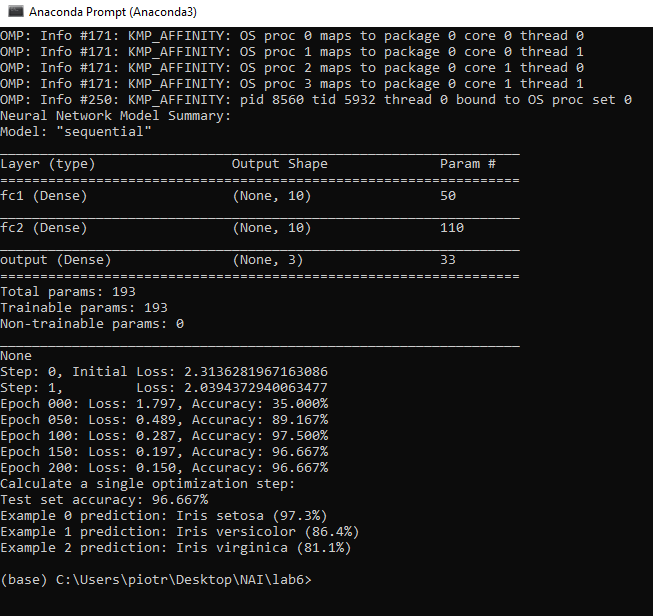 Anaconda Prompt (Anaconda3)
OMP: Info #171: KMP_AFFINITY: OS proc 0 maps to package 0 core 0 thread 0
OMP: Info #171: KMP_AFFINITY: OS proc 1 maps to package 0 core 0 thread 1
OMP: Info #171: KMP_AFFINITY: OS proc 2 maps to package 0 core 1 thread 0
OMP: Info #171: KMP_AFFINITY: OS proc 3 maps to package 0 core 1 thread 1
OMP: Info #250: KMP_AFFINITY: pid 8560 tid 5932 thread 0 bound to OS proc set 0
Neural Network Model Summary:
Model: "sequential"
_________________________________________________________________
Layer (type)                 Output Shape              Param #
=================================================================
fc1 (Dense)                  (None, 10)                50
_________________________________________________________________
fc2 (Dense)                  (None, 10)                110
_________________________________________________________________
output (Dense)               (None, 3)                 33
=================================================================
Total params: 193
Trainable params: 193
Non-trainable params: 0
_________________________________________________________________
None
Step: 0, Initial Loss: 2.3136281967163086
Step: 1,         Loss: 2.0394372940063477
Epoch 000: Loss: 1.797, Accuracy: 35.000%
Epoch 050: Loss: 0.489, Accuracy: 89.167%
Epoch 100: Loss: 0.287, Accuracy: 97.500%
Epoch 150: Loss: 0.197, Accuracy: 96.667%
Epoch 200: Loss: 0.150, Accuracy: 96.667%
Calculate a single optimization step:
Test set accuracy: 96.667%
Example 0 prediction: Iris setosa (97.3%)
Example 1 prediction: Iris versicolor (86.4%)
Example 2 prediction: Iris virginica (81.1%)
(base) C:\Users\piotr\Desktop\NAI\lab6>